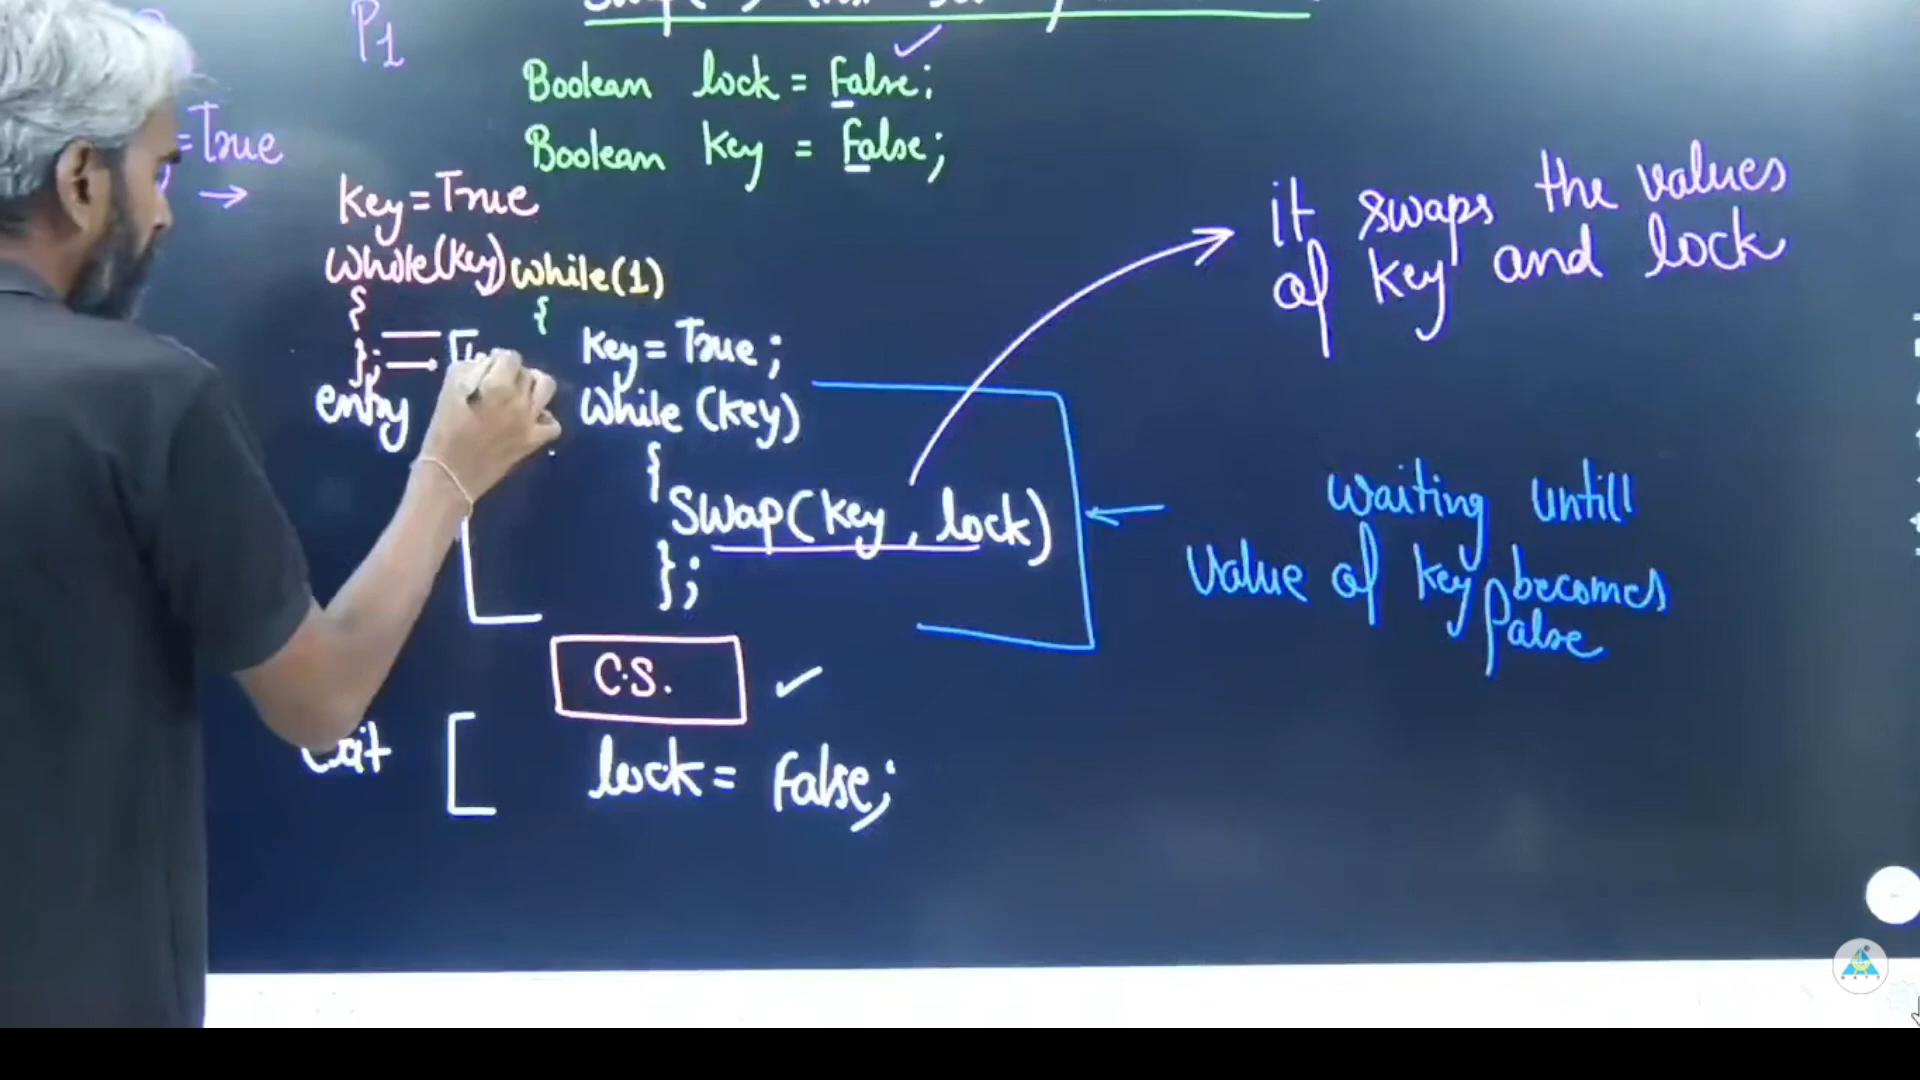 P1
Boolean lock = False;
Boolean key = False;
=True
key=True
Whole(key) while(1)
{ {
};
key = True;
entry
While (key)
{
Swap(key, lock)
};
C.S.
lock = False;
it swaps the values
of key and lock
waiting untill
value of key becomes
False